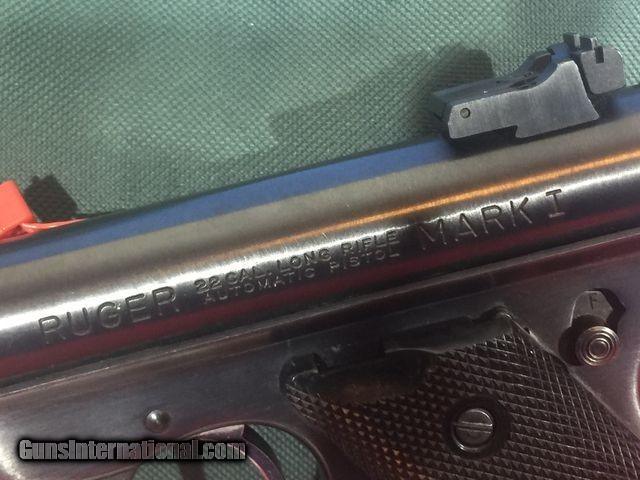 RUGER 22 CAL. LONG RIFLE MARK I
AUTOMATIC PISTOL
F
GunsInternational.com